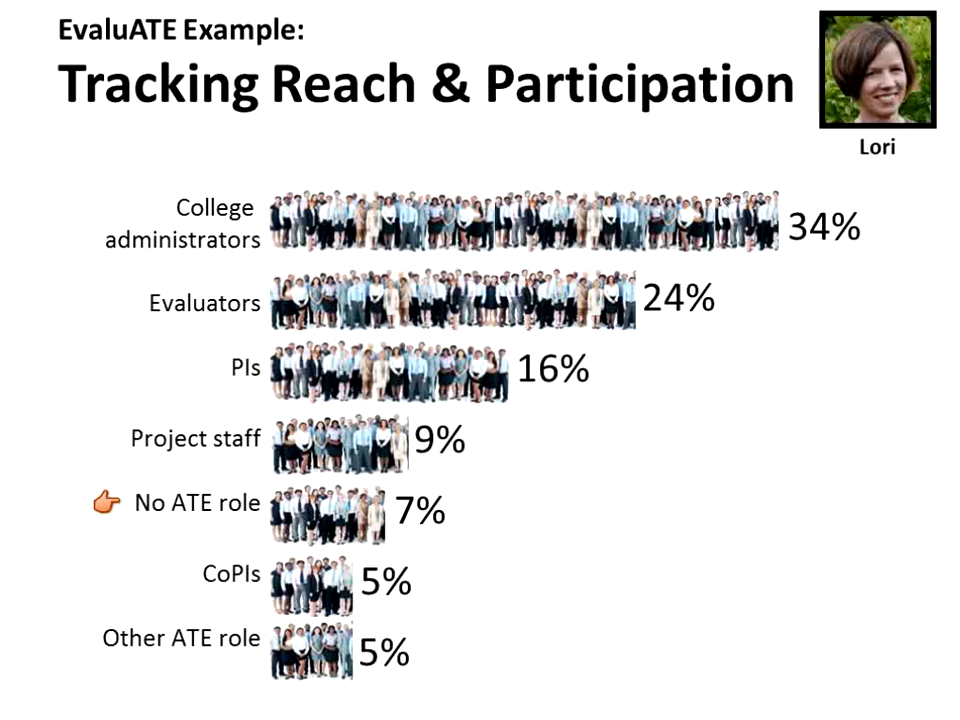 EvaluATE Example:
Tracking Reach & Participation
Lori
College
administrators
34%
Evaluators
24%
PIs
16%
Project staff
9%
No ATE role
7%
CoPIs
5%
Other ATE role
5%